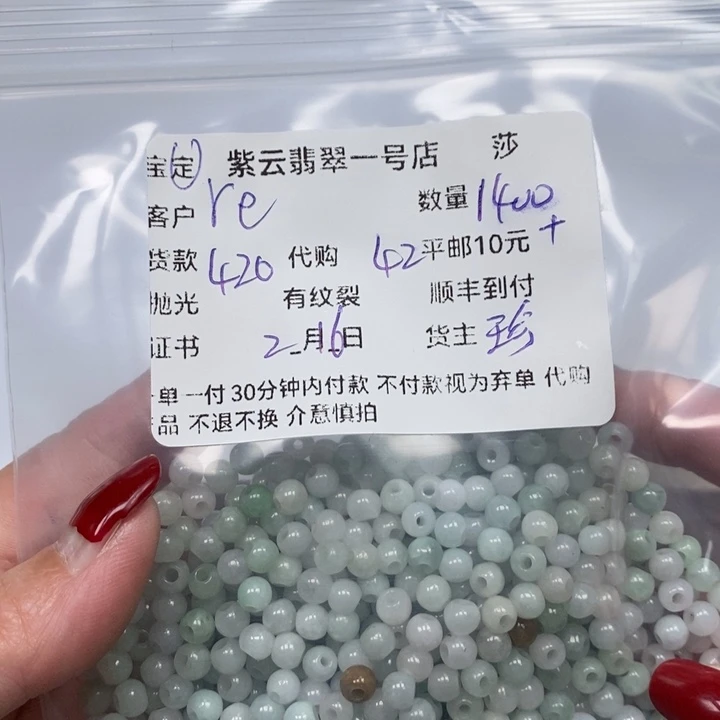 宝定 紫云翡翠一号店 莎
客户 re 数量 1400+
货款 420 代购 42 平邮10元
抛光 有纹裂 顺丰到付
证书 2月16日 货主 珍
单一付 30分钟内付款 不付款视为弃单 代购
品 不退不换 介意慎拍